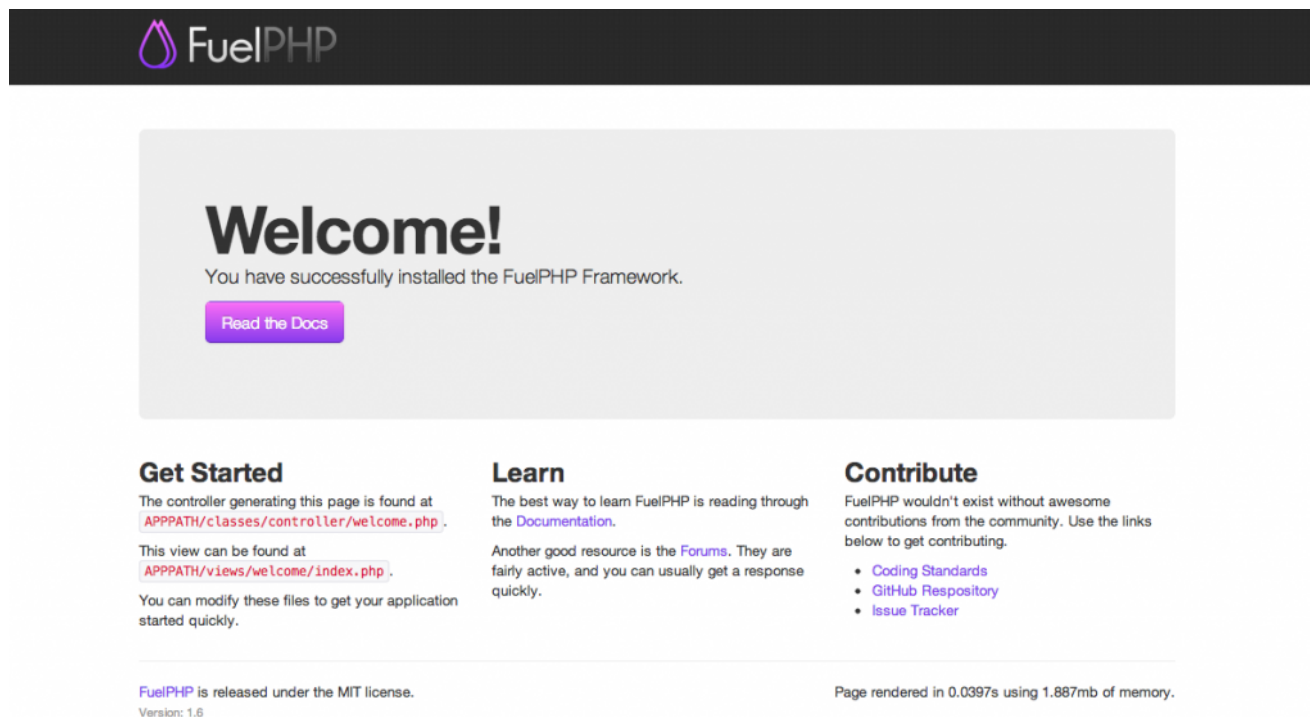 FuelPHP
Welcome!
You have successfully installed the FuelPHP Framework.
Read the Docs
Get Started
The controller generating this page is found at
APPPATH/classes/controller/welcome.php.
This view can be found at
APPPATH/views/welcome/index.php.
You can modify these files to get your application
started quickly.
Learn
The best way to learn FuelPHP is reading through
the Documentation.
Another good resource is the Forums. They are
fairly active, and you can usually get a response
quickly.
Contribute
FuelPHP wouldn't exist without awesome
contributions from the community. Use the links
below to get contributing.
• Coding Standards
• GitHub Respository
• Issue Tracker
FuelPHP is released under the MIT license.
Version: 1.6
Page rendered in 0.0397s using 1.887mb of memory.